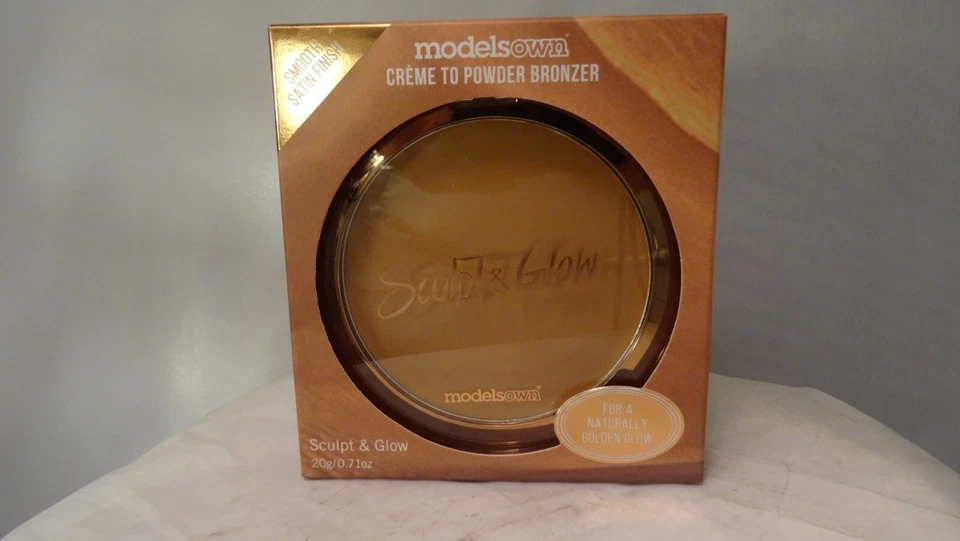 SMOOTH
SATIN FINISH
modelsown
CRÈME TO POWDER BRONZER
Sculpt & Glow
modelsown
FOR A
NATURALLY
GOLDEN GLOW
Sculpt & Glow
20g/0.71oz